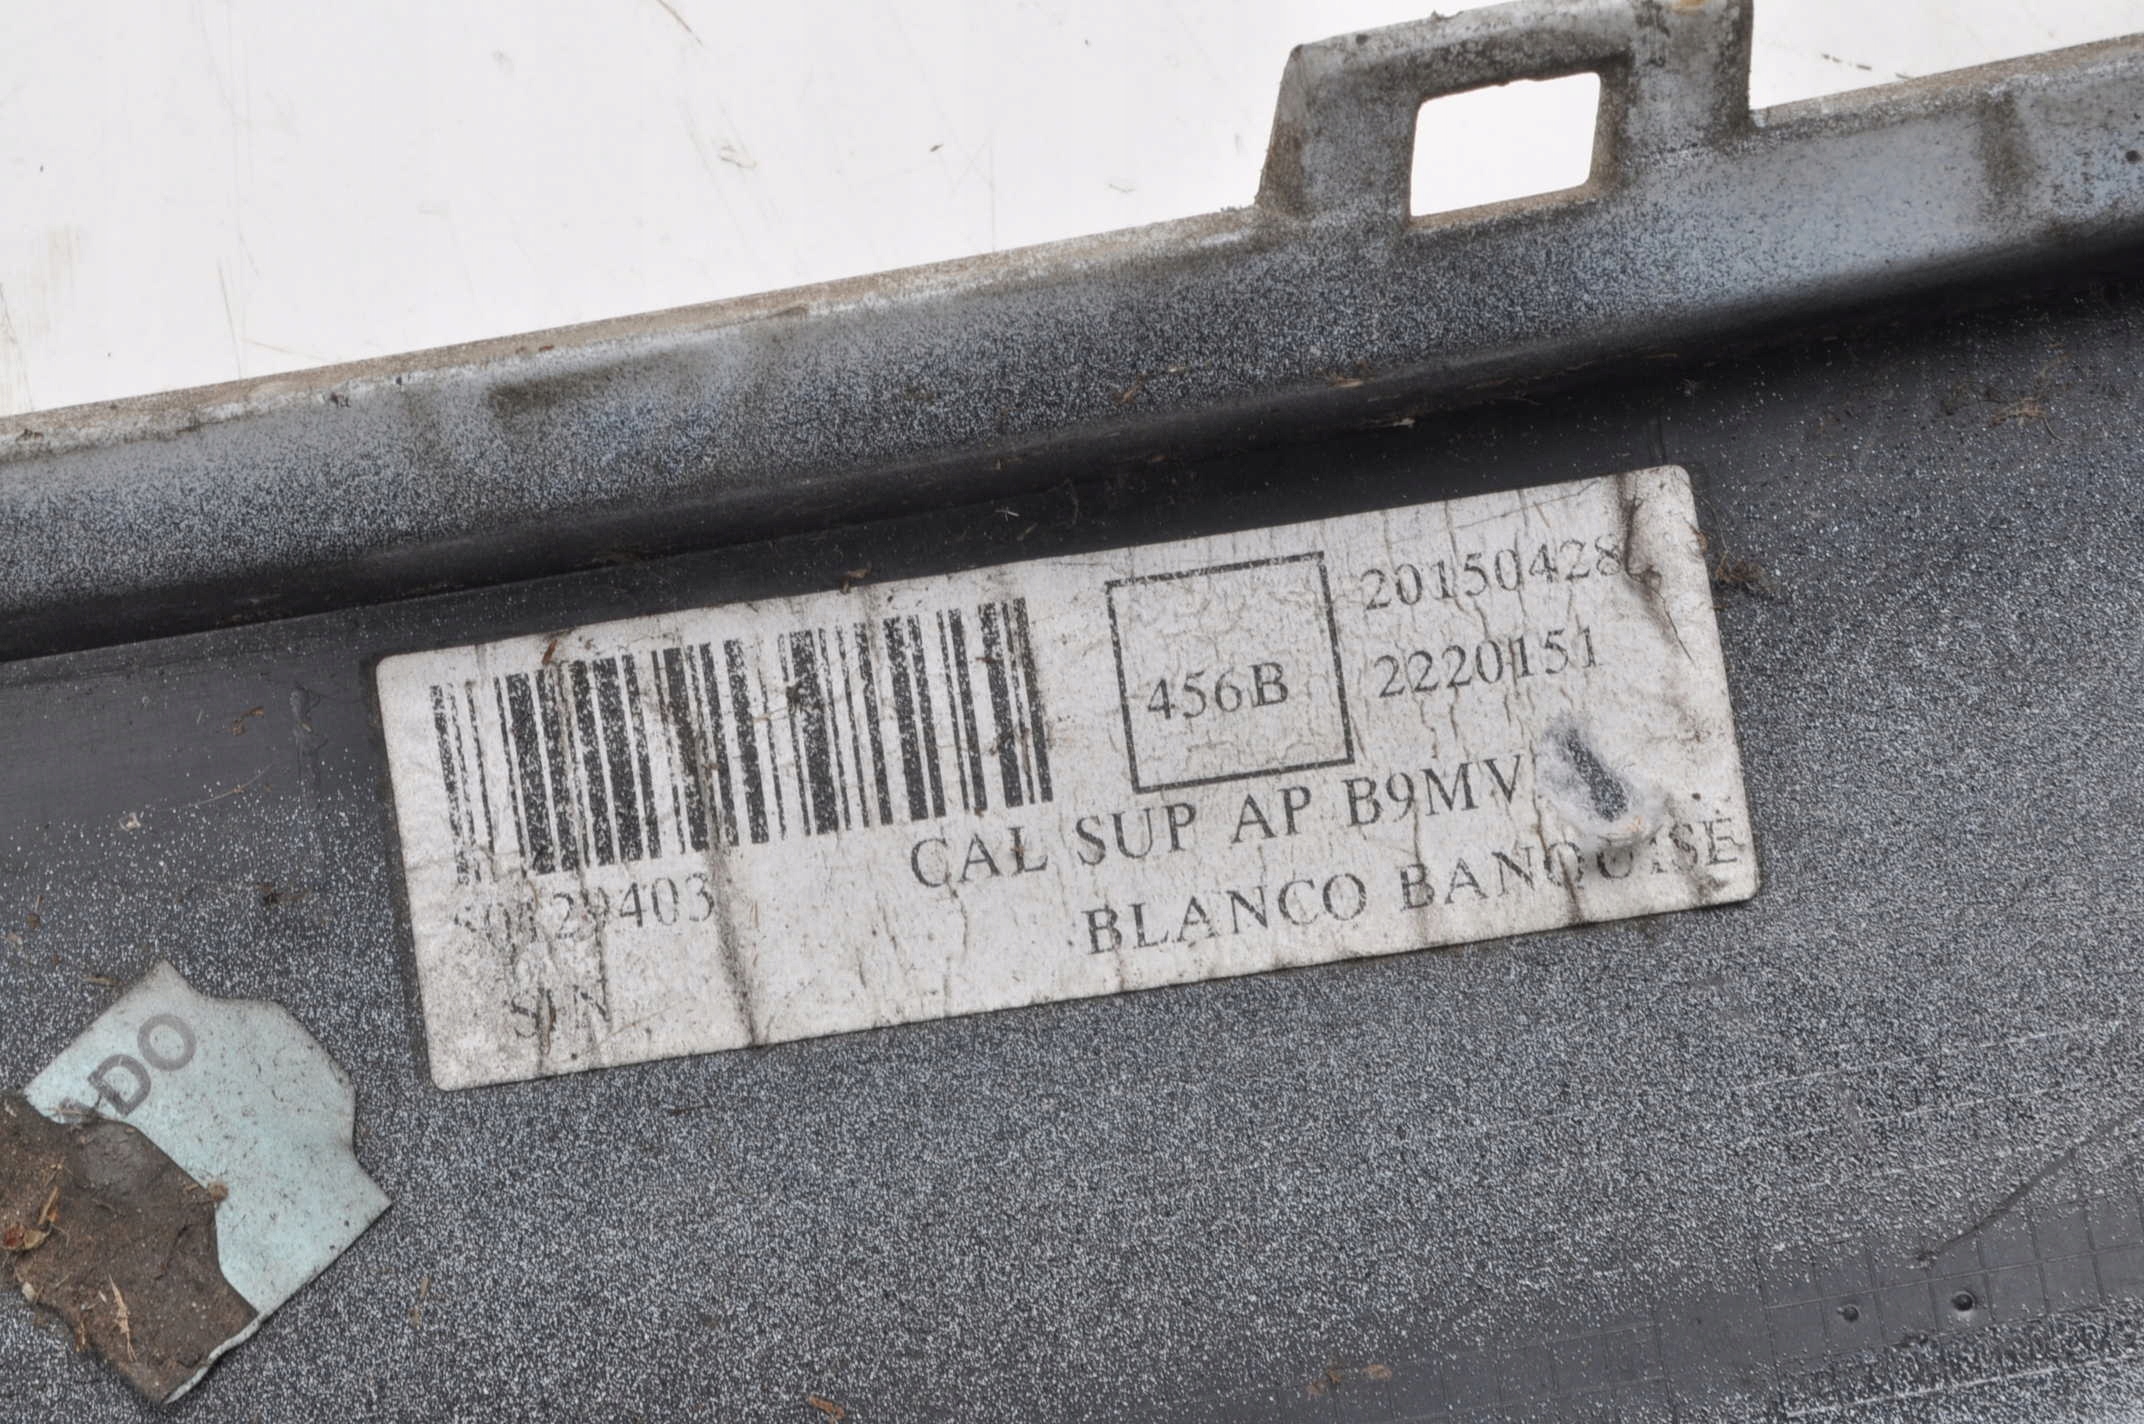 456B
20150428
2220151
CAL SUP AP B9MV
BLANCO BANQUISE
S/N
DO